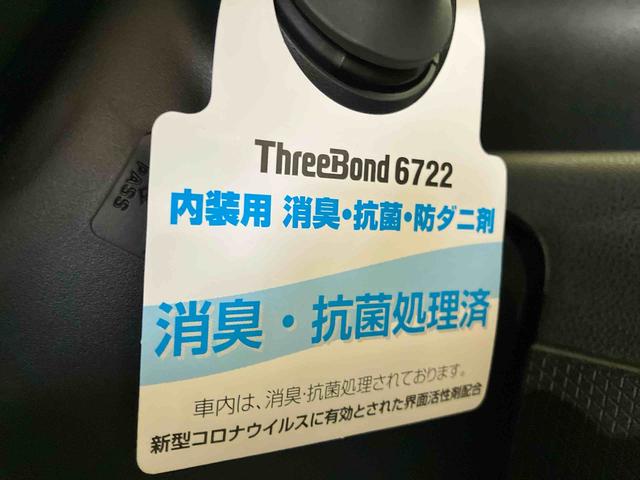 ThreeBond 6722
内装用 消臭・抗菌・防ダニ剤
消臭・抗菌処理済
車内は、消臭・抗菌処理されております。
新型コロナウイルスに有効とされた界面活性剤配合
PASS